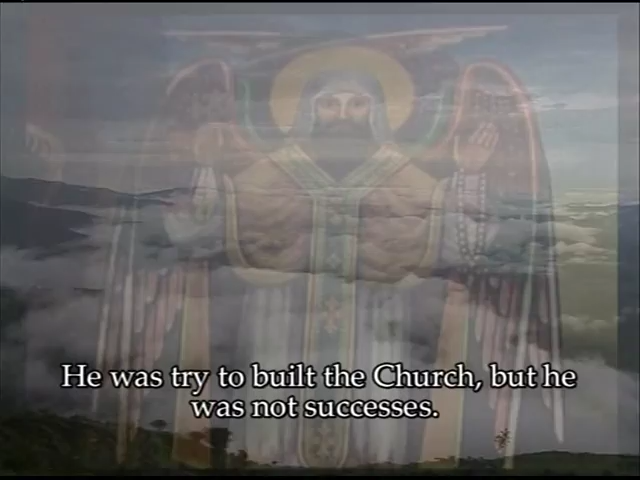 He was try to built the Church, but he
was not successes.